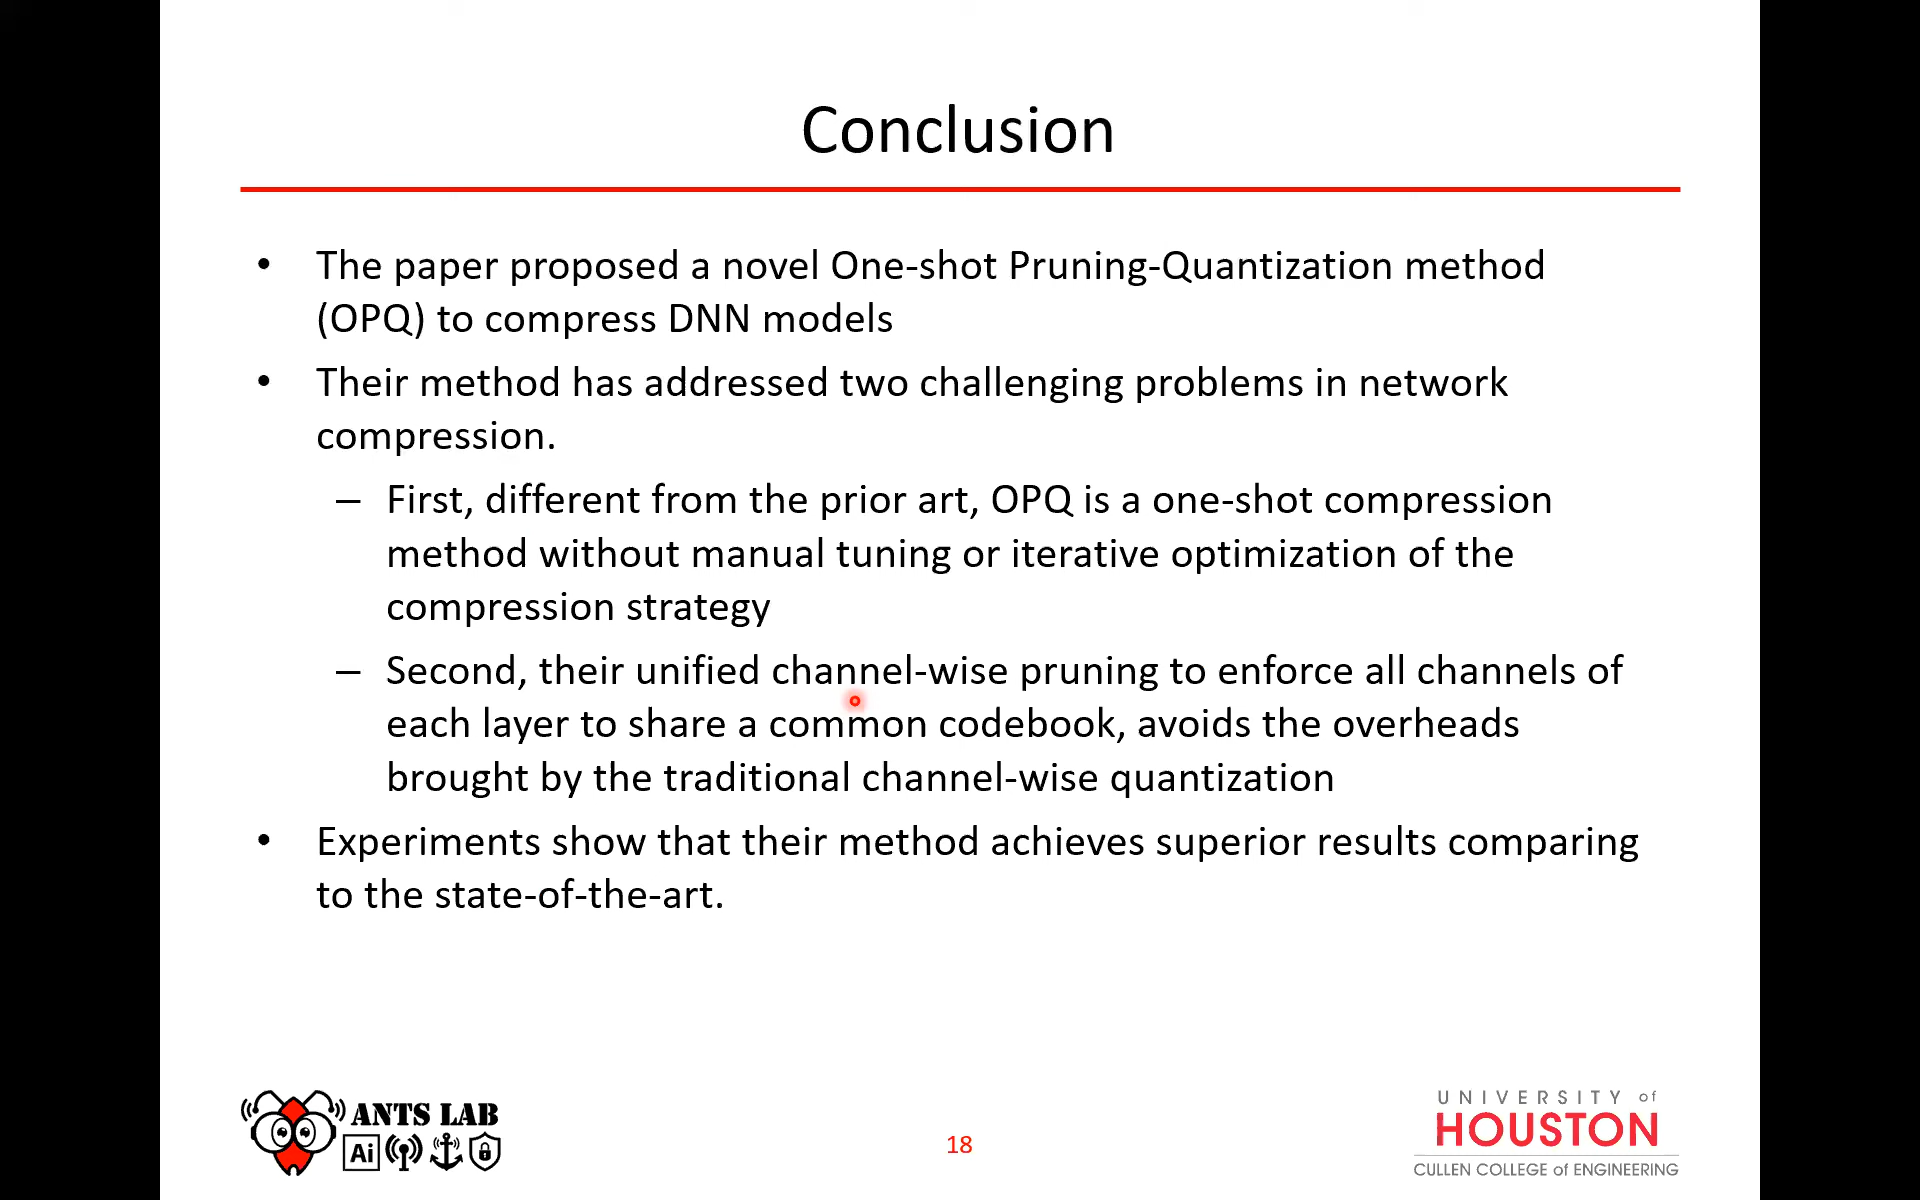 Conclusion
• The paper proposed a novel One-shot Pruning-Quantization method
(OPQ) to compress DNN models
• Their method has addressed two challenging problems in network
compression.
– First, different from the prior art, OPQ is a one-shot compression
method without manual tuning or iterative optimization of the
compression strategy
– Second, their unified channel-wise pruning to enforce all channels of
each layer to share a common codebook, avoids the overheads
brought by the traditional channel-wise quantization
• Experiments show that their method achieves superior results comparing
to the state-of-the-art.
ANTS LAB
Ai
18
UNIVERSITY of
HOUSTON
CULLEN COLLEGE of ENGINEERING